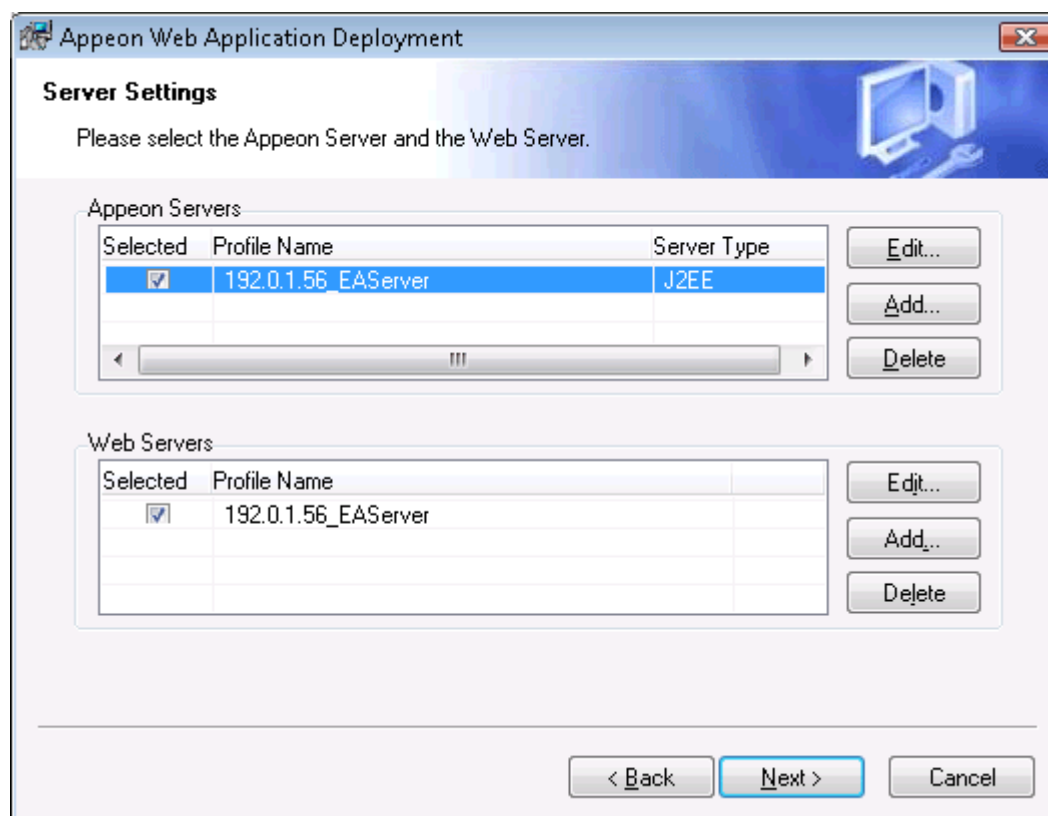 Appeon Web Application Deployment
Server Settings
Please select the Appeon Server and the Web Server.
Appeon Servers
Selected Profile Name Server Type
192.0.1.56_EAServer J2EE
Edit...
Add...
Delete
Web Servers
Selected Profile Name
192.0.1.56_EAServer
Edit...
Add...
Delete
< Back Next > Cancel